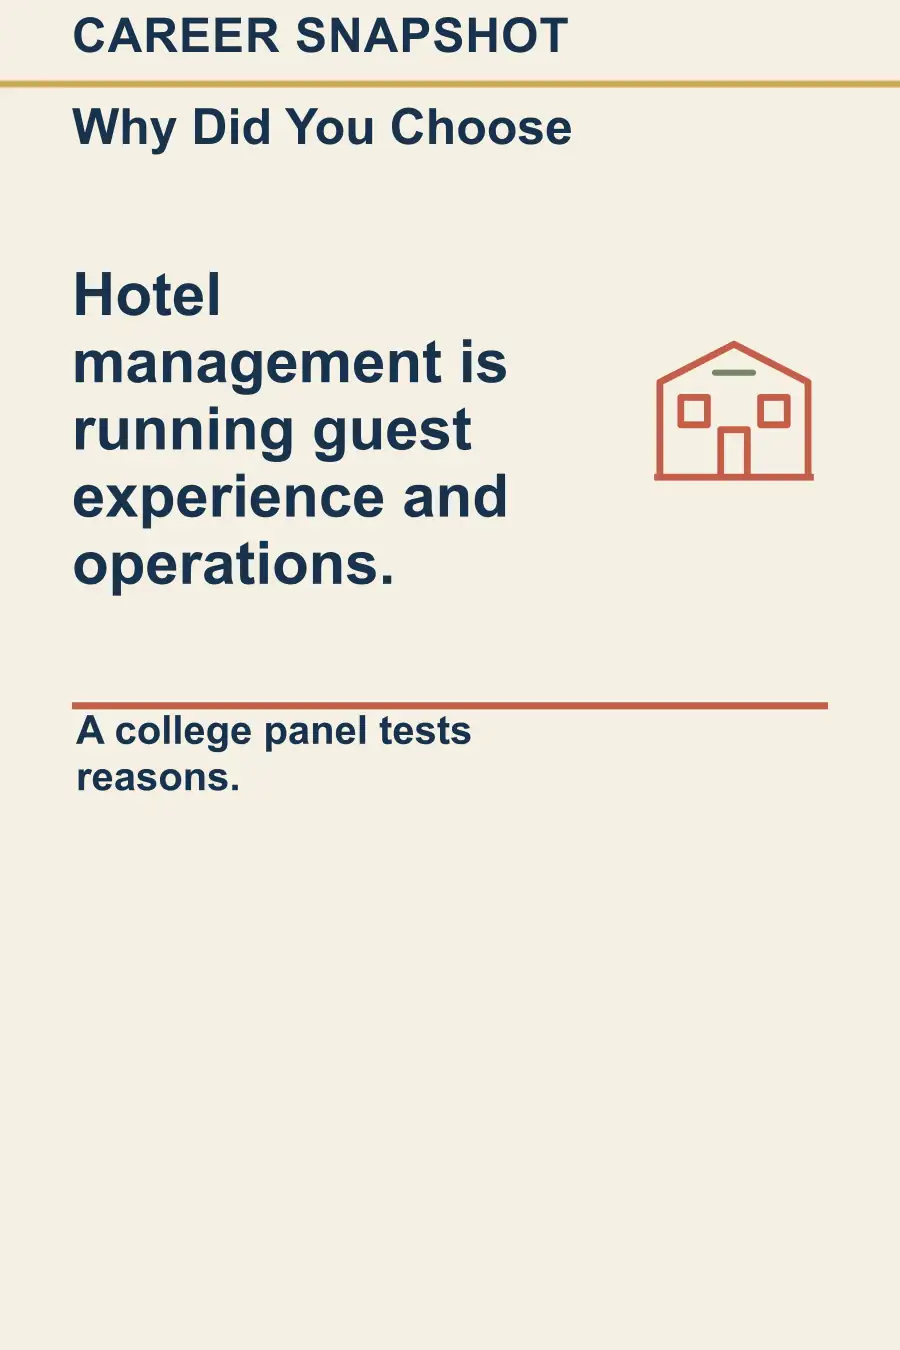 CAREER SNAPSHOT
Why Did You Choose
Hotel
management is
running guest
experience and
operations.
A college panel tests
reasons.